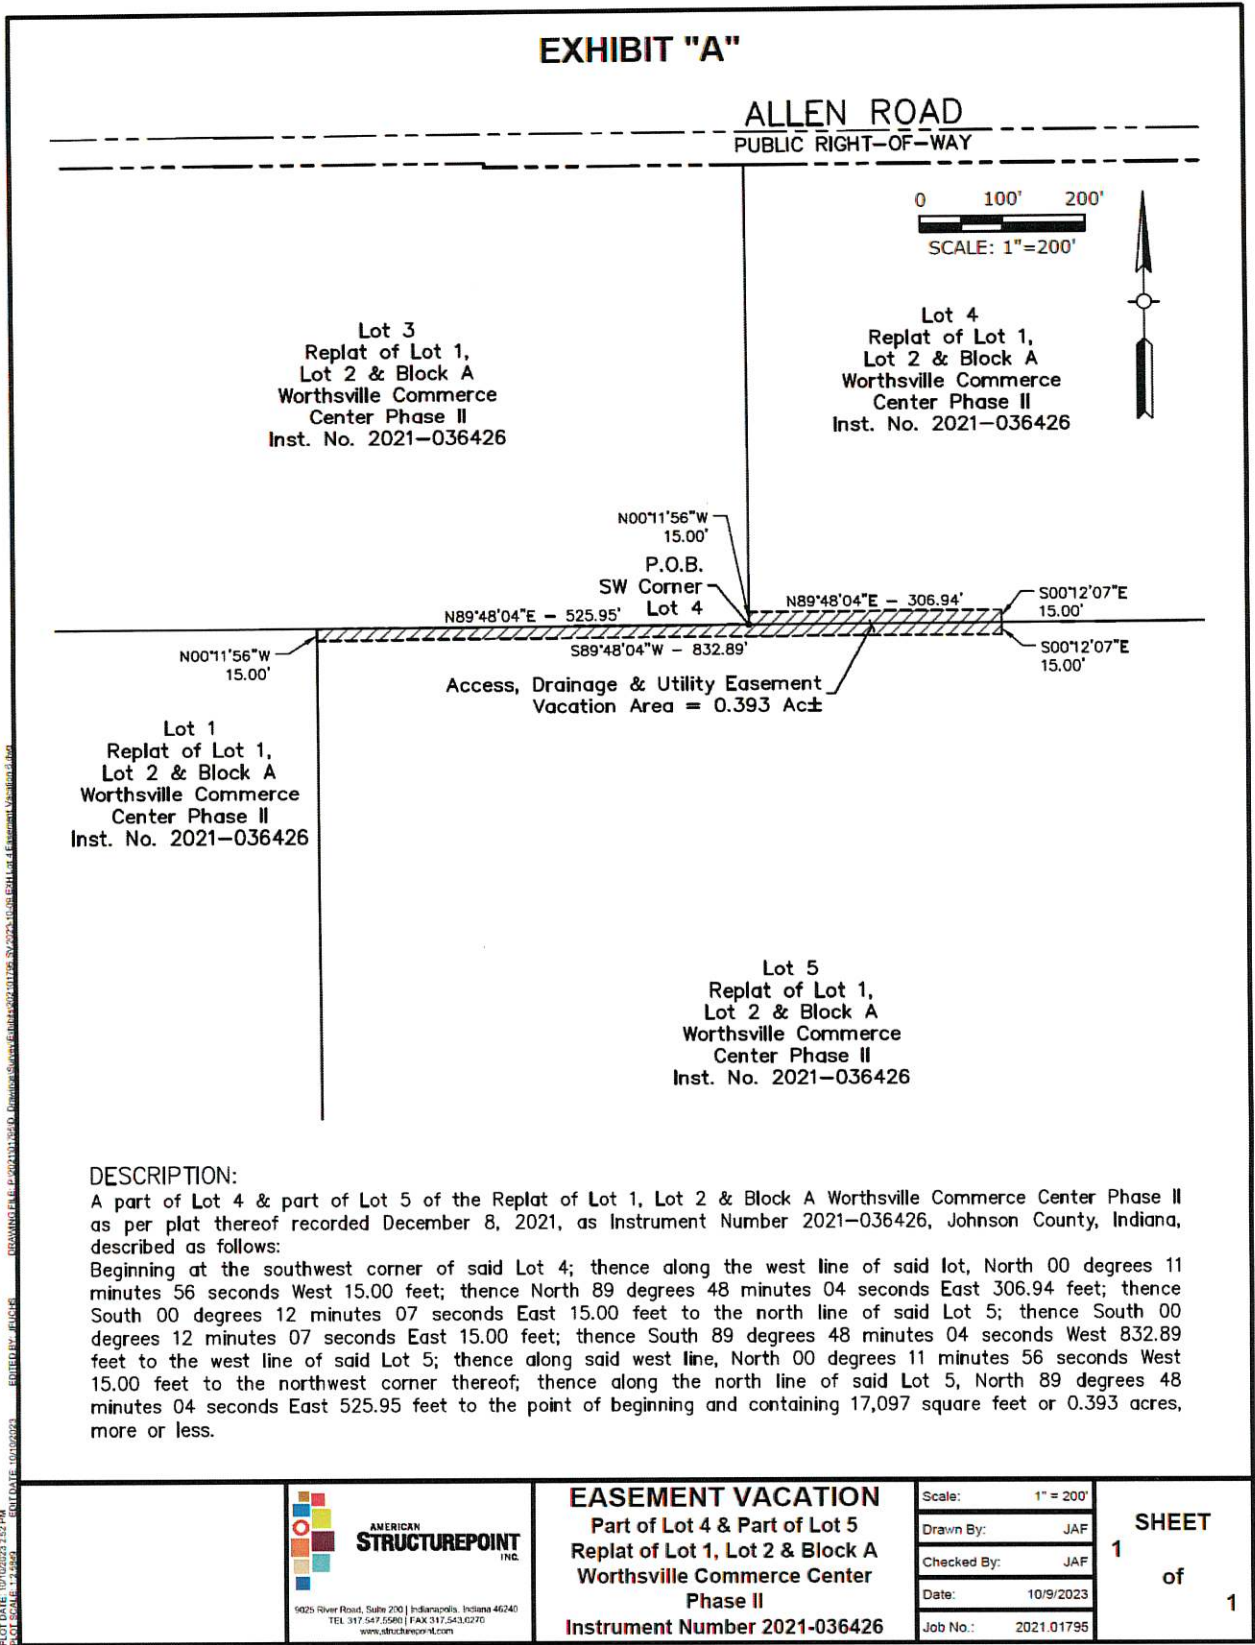 EXHIBIT "A"
ALLEN ROAD
PUBLIC RIGHT-OF-WAY
0 100' 200'
SCALE: 1"=200'
Lot 3
Replat of Lot 1,
Lot 2 & Block A
Worthsville Commerce
Center Phase II
Inst. No. 2021-036426
Lot 4
Replat of Lot 1,
Lot 2 & Block A
Worthsville Commerce
Center Phase II
Inst. No. 2021-036426
N00°11'56"W
15.00'
P.O.B.
SW Corner
Lot 4
N89°48'04"E - 306.94'
S00°12'07"E
15.00'
N89°48'04"E - 525.95'
N00°11'56"W
15.00'
S89°48'04"W - 832.89'
S00°12'07"E
15.00'
Access, Drainage & Utility Easement
Vacation Area = 0.393 Ac±
Lot 1
Replat of Lot 1,
Lot 2 & Block A
Worthsville Commerce
Center Phase II
Inst. No. 2021-036426
Lot 5
Replat of Lot 1,
Lot 2 & Block A
Worthsville Commerce
Center Phase II
Inst. No. 2021-036426
DESCRIPTION:
A part of Lot 4 & part of Lot 5 of the Replat of Lot 1, Lot 2 & Block A Worthsville Commerce Center Phase II
as per plat thereof recorded December 8, 2021, as Instrument Number 2021-036426, Johnson County, Indiana,
described as follows:
Beginning at the southwest corner of said Lot 4; thence along the west line of said lot, North 00 degrees 11
minutes 56 seconds West 15.00 feet; thence North 89 degrees 48 minutes 04 seconds East 306.94 feet; thence
South 00 degrees 12 minutes 07 seconds East 15.00 feet to the north line of said Lot 5; thence South 00
degrees 12 minutes 07 seconds East 15.00 feet; thence South 89 degrees 48 minutes 04 seconds West 832.89
feet to the west line of said Lot 5; thence along said west line, North 00 degrees 11 minutes 56 seconds West
15.00 feet to the northwest corner thereof; thence along the north line of said Lot 5, North 89 degrees 48
minutes 04 seconds East 525.95 feet to the point of beginning and containing 17,097 square feet or 0.393 acres,
more or less.
AMERICAN
STRUCTUREPOINT
INC.
9025 River Road, Suite 200 | Indianapolis, Indiana 46240
TEL 317.547.5580 | FAX 317.543.0270
www.structurepoint.com
EASEMENT VACATION
Part of Lot 4 & Part of Lot 5
Replat of Lot 1, Lot 2 & Block A
Worthsville Commerce Center
Phase II
Instrument Number 2021-036426
Scale: 1" = 200'
Drawn By: JAF
Checked By: JAF
Date: 10/9/2023
Job No.: 2021.01795
SHEET
1
of
1
PLOT DATE: 10/10/2023 2:52 PM
EDIT DATE: 10/10/2023
EDITED BY: JFUCHS
DRAWING FILE: